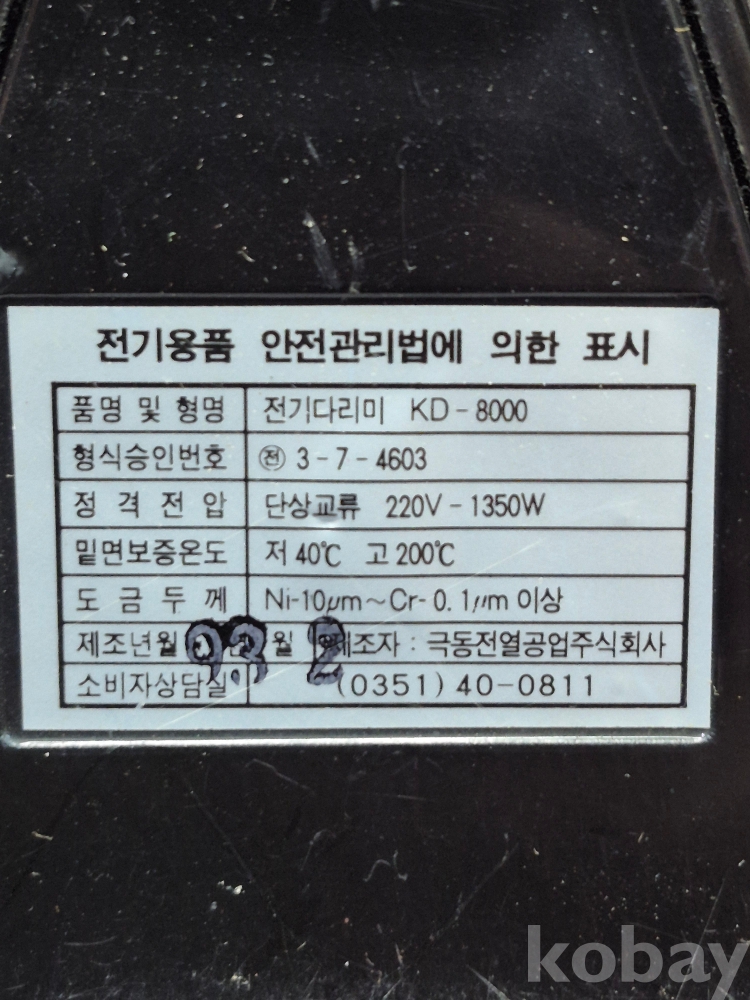 전기용품 안전관리법에 의한 표시
품명 및 형명 전기다리미 KD-8000
형식승인번호 ㉠ 3-7-4603
정격전압 단상교류 220V-1350W
밑면보증온도 저 40℃ 고 200℃
도금두께 Ni-10μm~Cr-0.1μm 이상
제조년월 93 월 2 제조자 : 극동전열공업주식회사
소비자상담실 (0351) 40-0811
kobay